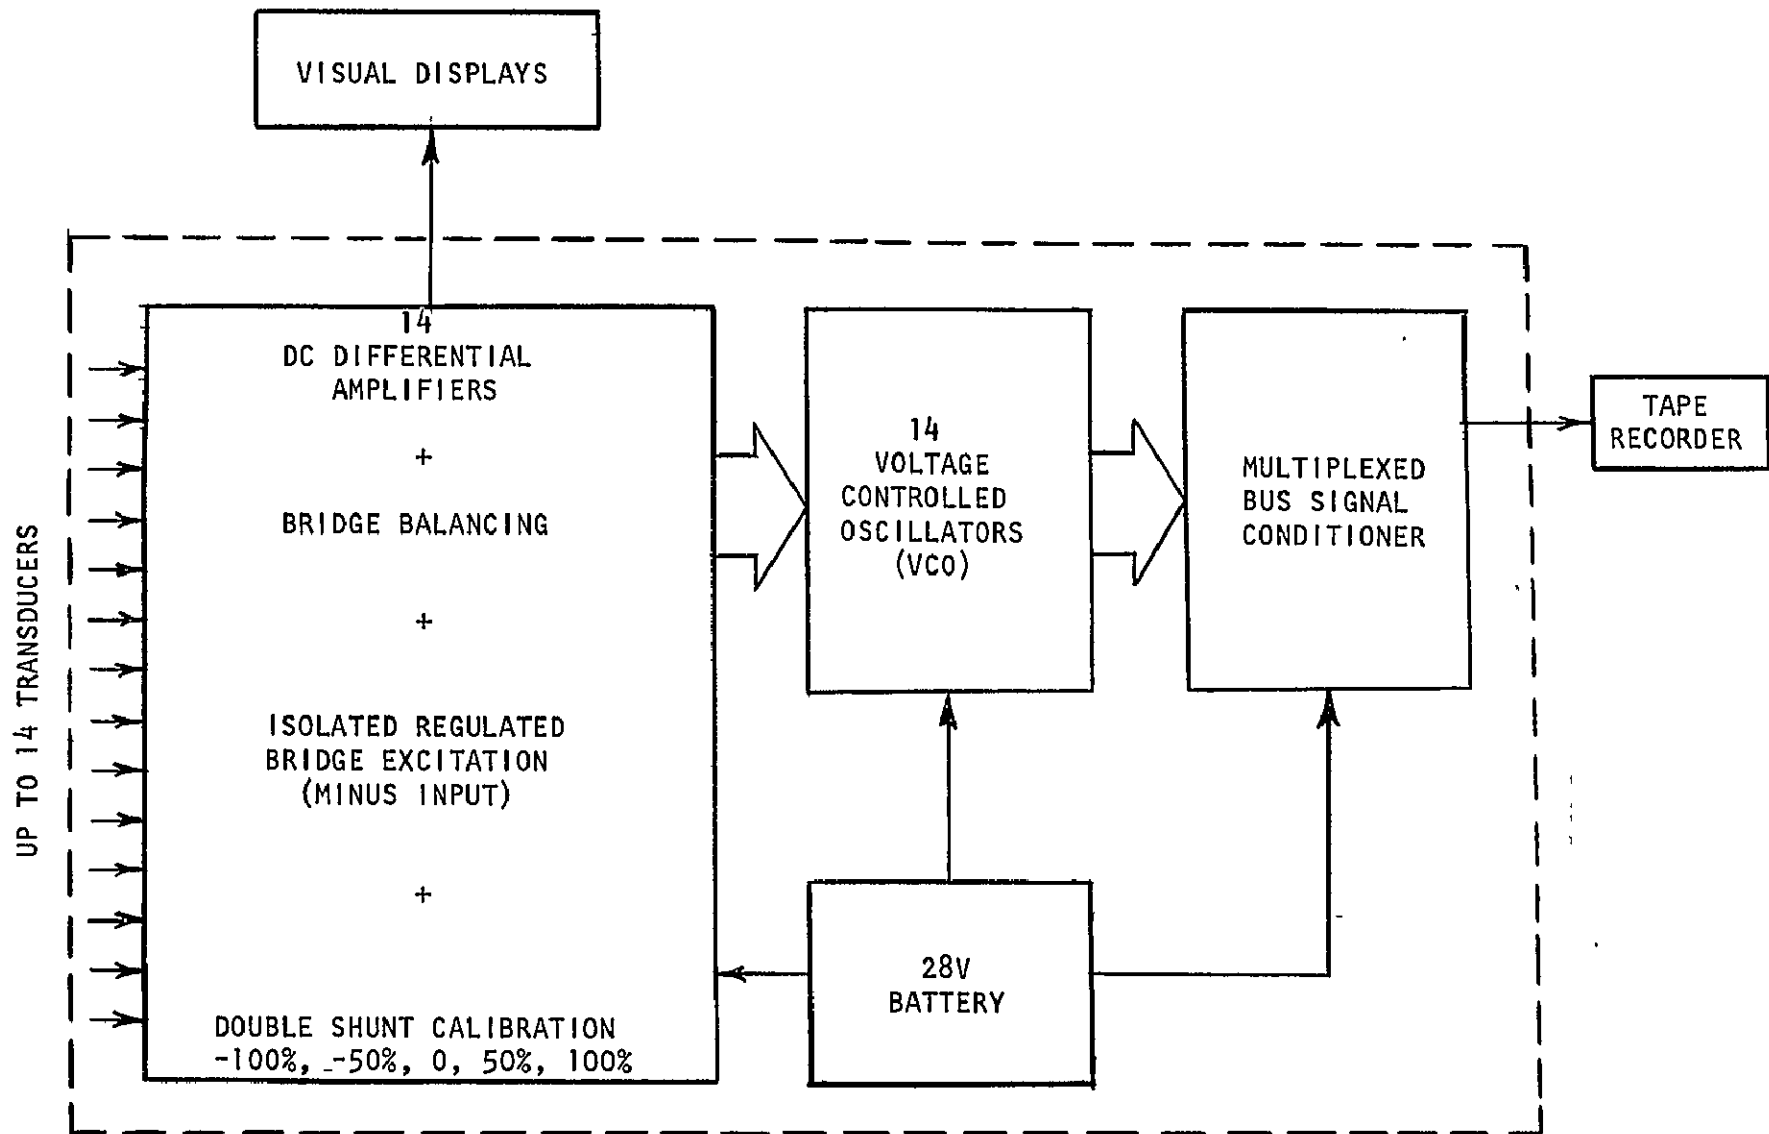 VISUAL DISPLAYS
UP TO 14 TRANSDUCERS
14
DC DIFFERENTIAL
AMPLIFIERS
+
BRIDGE BALANCING
+
ISOLATED REGULATED
BRIDGE EXCITATION
(MINUS INPUT)
+
DOUBLE SHUNT CALIBRATION
-100%, -50%, 0, 50%, 100%
14
VOLTAGE
CONTROLLED
OSCILLATORS
(VCO)
MULTIPLEXED
BUS SIGNAL
CONDITIONER
TAPE
RECORDER
28V
BATTERY